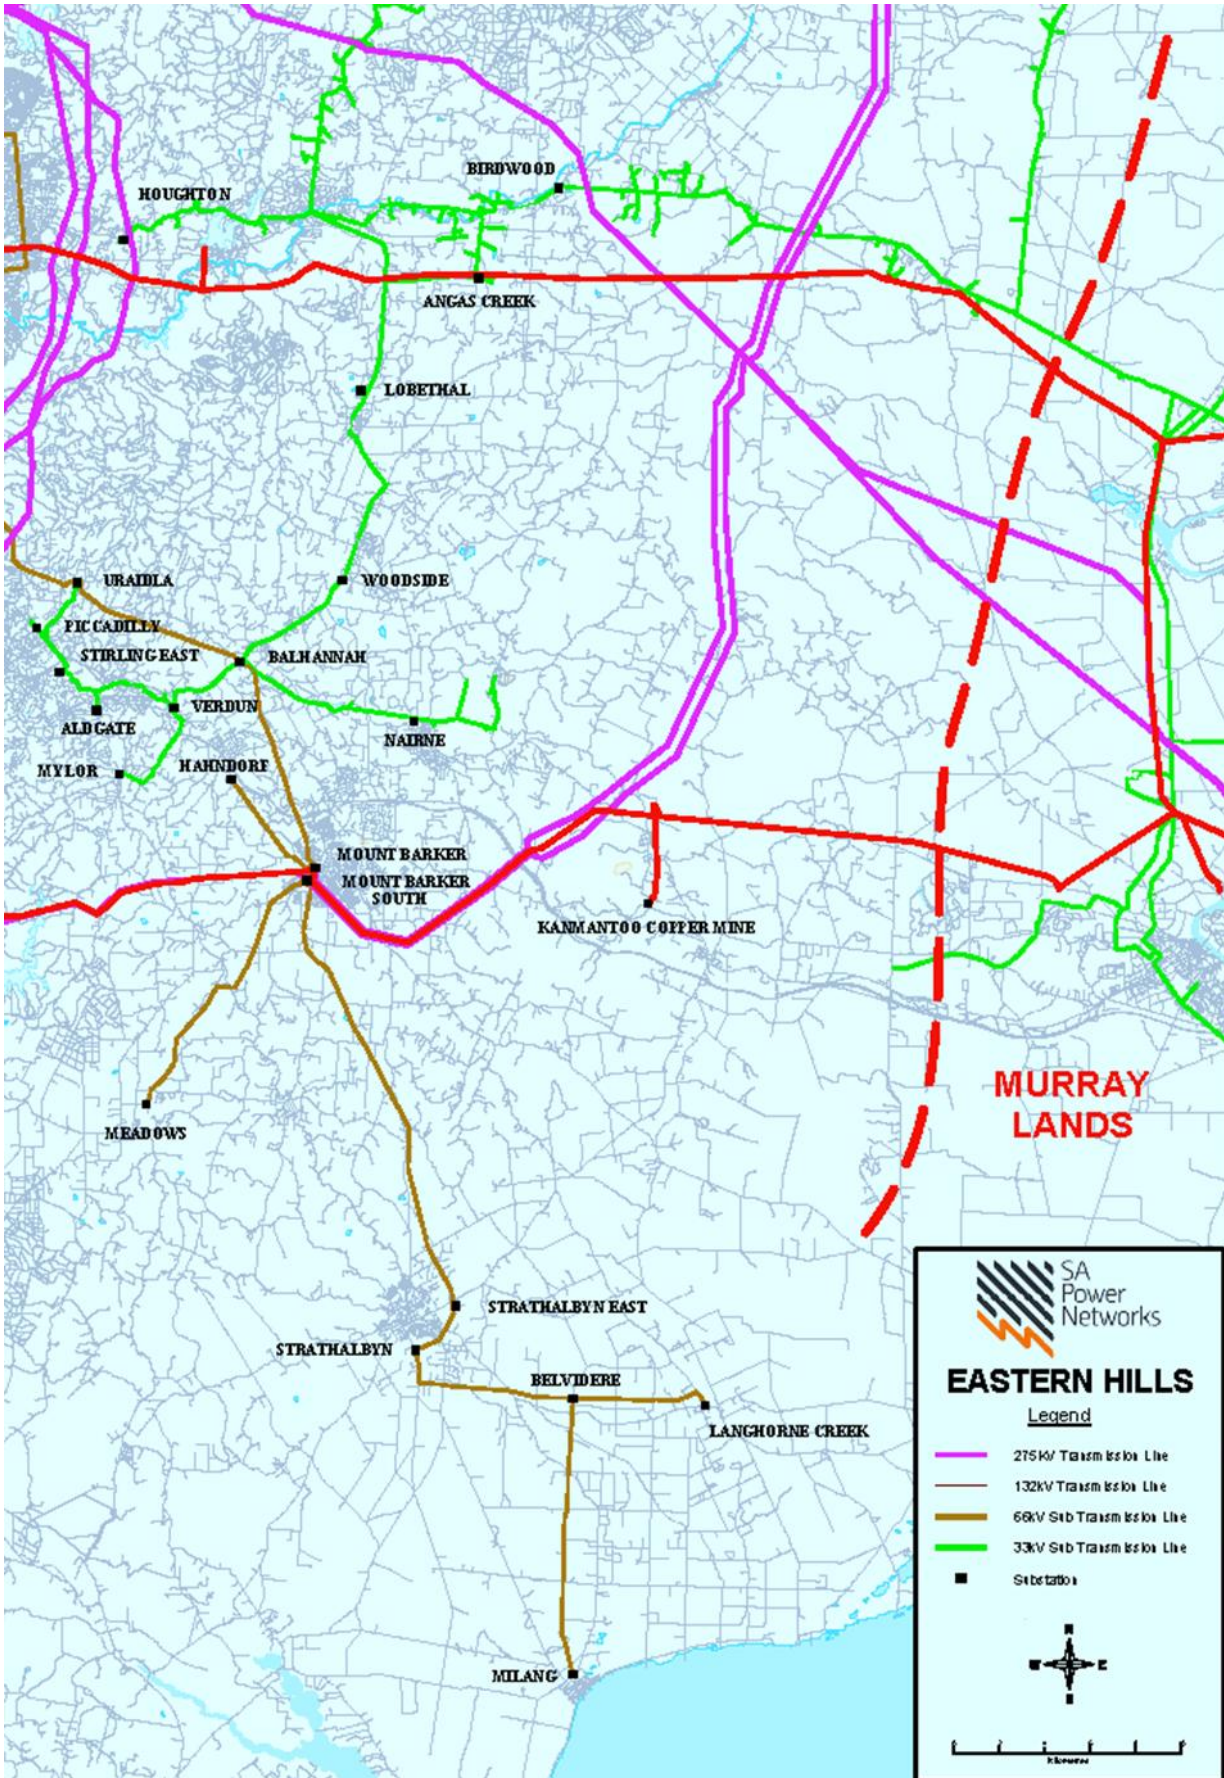 BIRDWOOD
HOUGHTON
ANGAS CREEK
LOBETHAL
WOODSIDE
URAIDLA
PICCADILLY
STIRLING EAST
BALHANNAH
VERDUN
ALDGATE
NAIRNE
HAHNDORF
MYLOR
MOUNT BARKER
MOUNT BARKER
SOUTH
KANMANTOO COPPER MINE
MURRAY
LANDS
MEADOWS
STRATHALBYN EAST
STRATHALBYN
BELVIDERE
LANGHORNE CREEK
MILANG
SA
Power
Networks
EASTERN HILLS
Legend
275kV Transmission Line
132kV Transmission Line
66kV Sub Transmission Line
33kV Sub Transmission Line
Substation
N
W E
S